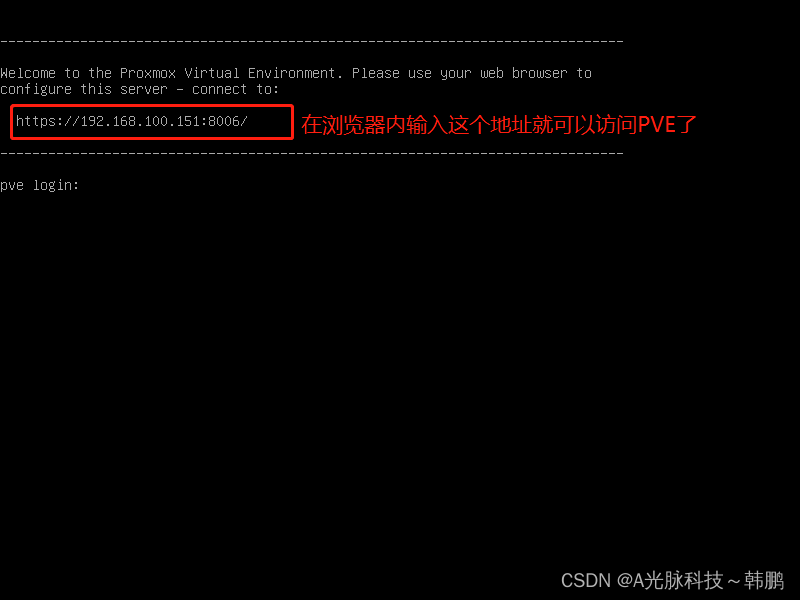 Welcome to the Proxmox Virtual Environment. Please use your web browser to
configure this server - connect to:
https://192.168.100.151:8006/
在浏览器内输入这个地址就可以访问PVE了
pve login:
CSDN @A光脉科技～韩鹏